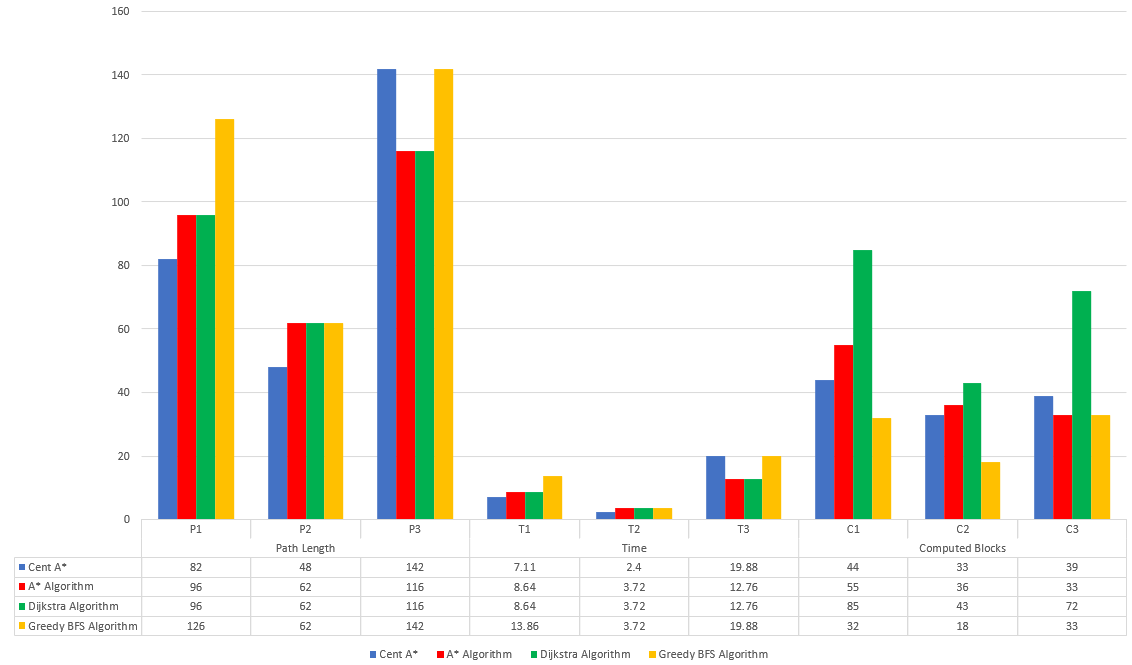 160
140
120
100
80
60
40
20
0
P1 P2 P3 T1 T2 T3 C1 C2 C3
Path Length Time Computed Blocks
Cent A* 82 48 142 7.11 2.4 19.88 44 33 39
A* Algorithm 96 62 116 8.64 3.72 12.76 55 36 33
Dijkstra Algorithm 96 62 116 8.64 3.72 12.76 85 43 72
Greedy BFS Algorithm 126 62 142 13.86 3.72 19.88 32 18 33
Cent A* A* Algorithm Dijkstra Algorithm Greedy BFS Algorithm